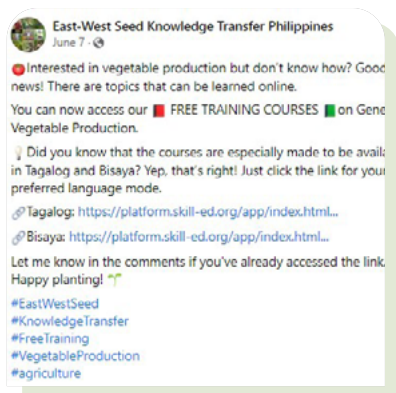 East-West Seed Knowledge Transfer Philippines
June 7 ·
Interested in vegetable production but don't know how? Good
news! There are topics that can be learned online.
You can now access our 📕 FREE TRAINING COURSES 📗 on
Vegetable Production.
💡 Did you know that the courses are especially made to be
in Tagalog and Bisaya? Yep, that's right! Just click the link for your
preferred language mode.
🔗Tagalog: https://platform.skill-ed.org/app/index.html...
🔗Bisaya: https://platform.skill-ed.org/app/index.html...
Let me know in the comments if you've already accessed the link.
Happy planting! 🌱
#EastWestSeed
#KnowledgeTransfer
#FreeTraining
#VegetableProduction
#agriculture